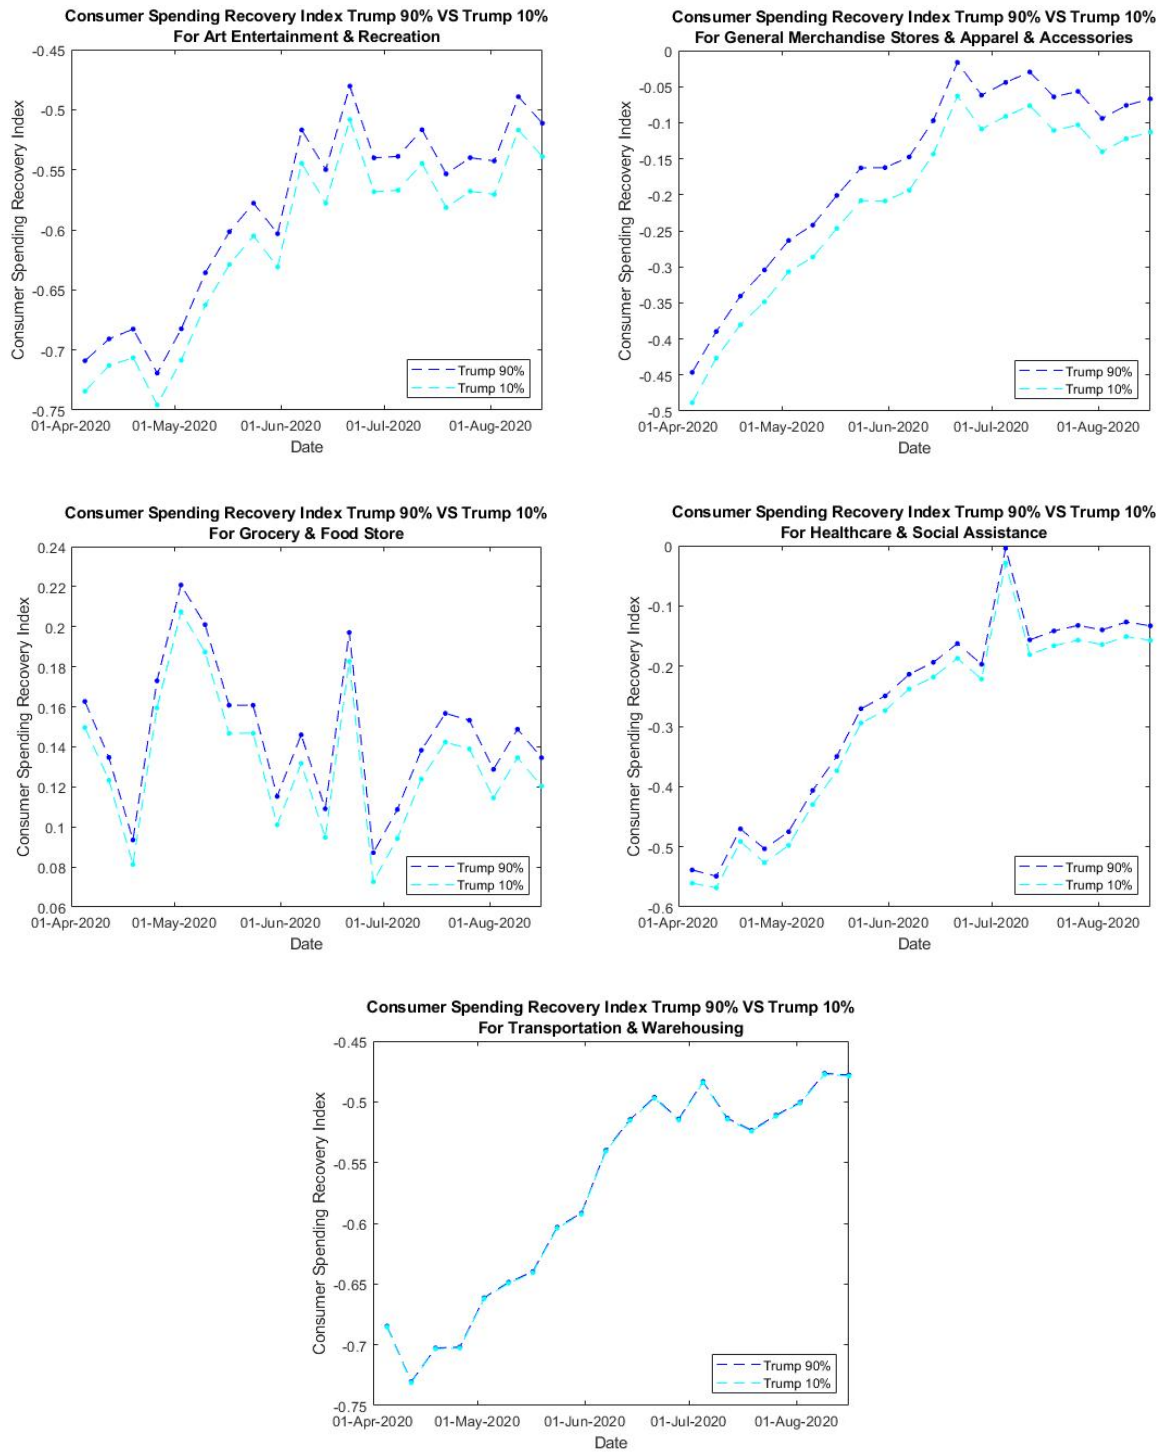 Consumer Spending Recovery Index Trump 90% VS Trump 10%
For Art Entertainment & Recreation
-0.45
-0.5
-0.55
-0.6
-0.65
-0.7
-0.75
Consumer Spending Recovery Index
Trump 90%
Trump 10%
01-Apr-2020 01-May-2020 01-Jun-2020 01-Jul-2020 01-Aug-2020
Date
Consumer Spending Recovery Index Trump 90% VS Trump 10%
For General Merchandise Stores & Apparel & Accessories
0
-0.05
-0.1
-0.15
-0.2
-0.25
-0.3
-0.35
-0.4
-0.45
-0.5
Consumer Spending Recovery Index
Trump 90%
Trump 10%
01-Apr-2020 01-May-2020 01-Jun-2020 01-Jul-2020 01-Aug-2020
Date
Consumer Spending Recovery Index Trump 90% VS Trump 10%
For Grocery & Food Store
0.24
0.22
0.2
0.18
0.16
0.14
0.12
0.1
0.08
0.06
Consumer Spending Recovery Index
Trump 90%
Trump 10%
01-Apr-2020 01-May-2020 01-Jun-2020 01-Jul-2020 01-Aug-2020
Date
Consumer Spending Recovery Index Trump 90% VS Trump 10%
For Healthcare & Social Assistance
0
-0.1
-0.2
-0.3
-0.4
-0.5
-0.6
Consumer Spending Recovery Index
Trump 90%
Trump 10%
01-Apr-2020 01-May-2020 01-Jun-2020 01-Jul-2020 01-Aug-2020
Date
Consumer Spending Recovery Index Trump 90% VS Trump 10%
For Transportation & Warehousing
-0.45
-0.5
-0.55
-0.6
-0.65
-0.7
-0.75
Consumer Spending Recovery Index
Trump 90%
Trump 10%
01-Apr-2020 01-May-2020 01-Jun-2020 01-Jul-2020 01-Aug-2020
Date